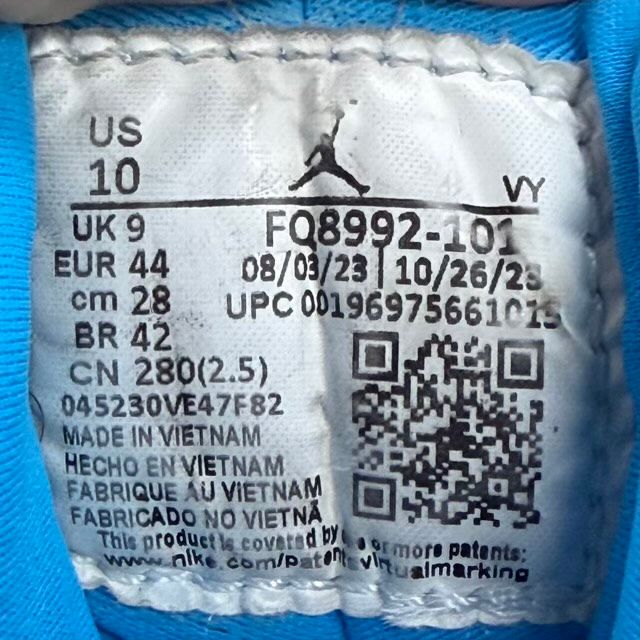 US
10
VY
UK 9
FQ8992-101
EUR 44
08/03/23 | 10/26/23
cm 28
UPC 00196975661015
BR 42
CN 280(2.5)
045230VE47F82
MADE IN VIETNAM
HECHO EN VIETNAM
FABRIQUE AU VIETNAM
FABRICADO NO VIETNÃ
This product is covered by or more patents:
www.nike.com/patents virtualmarking